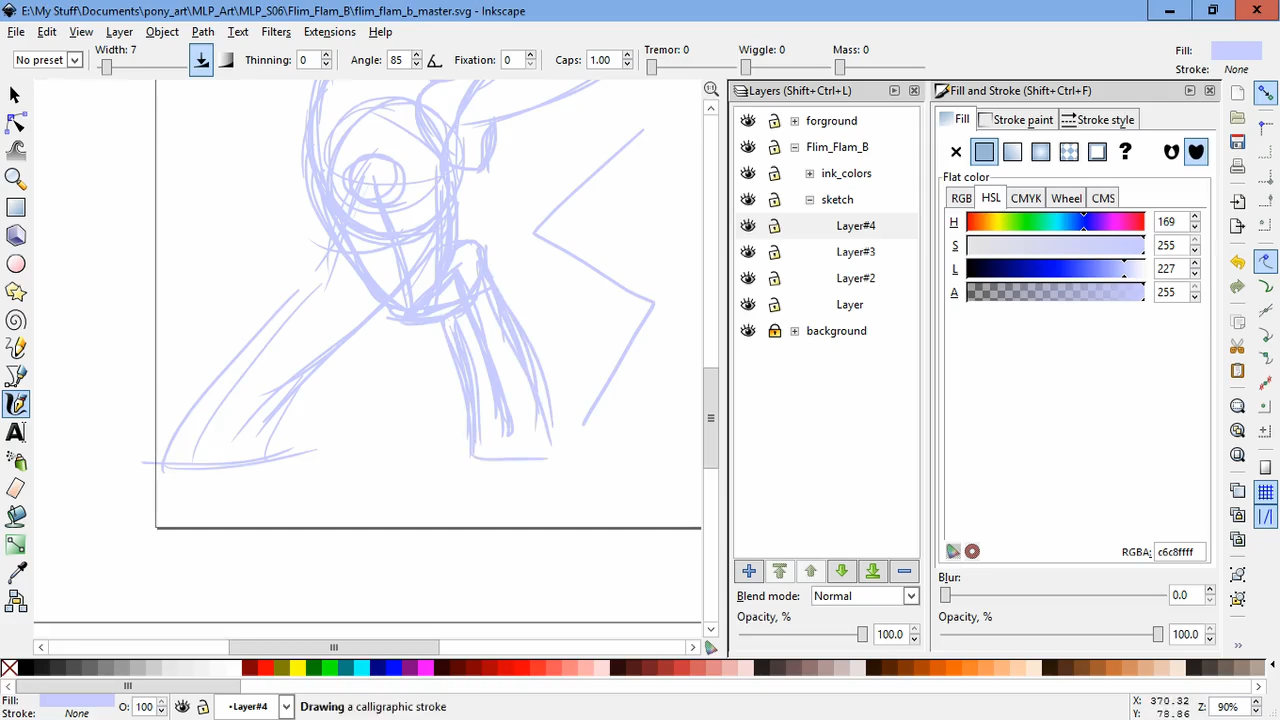 E:\My Stuff\Documents\pony_art\MLP_Art\MLP_S06\Flim_Flam_B\flim_flam_b_master.svg - Inkscape
File Edit View Layer Object Path Text Filters Extensions Help
No preset Width: 7 Thinning: 0 Angle: 85 Fixation: 0 Caps: 1.00 Tremor: 0 Wiggle: 0 Mass: 0 Fill:
Stroke: None
Layers (Shift+Ctrl+L) Fill and Stroke (Shift+Ctrl+F)
forground
Flim_Flam_B
ink_colors
sketch
Layer#4
Layer#3
Layer#2
Layer
background
Fill Stroke paint Stroke style
?
Flat color
RGB HSL CMYK Wheel CMS
H 169
S 255
L 227
A 255
RGBA: c6c8ffff
Blend mode: Normal
Opacity, %
100.0
Blur:
0.0
Opacity, %
100.0
A
Fill:
Stroke: None
O: 100
•Layer#4
Drawing a calligraphic stroke
X: 370.32
Y: 78.86
Z: 90%